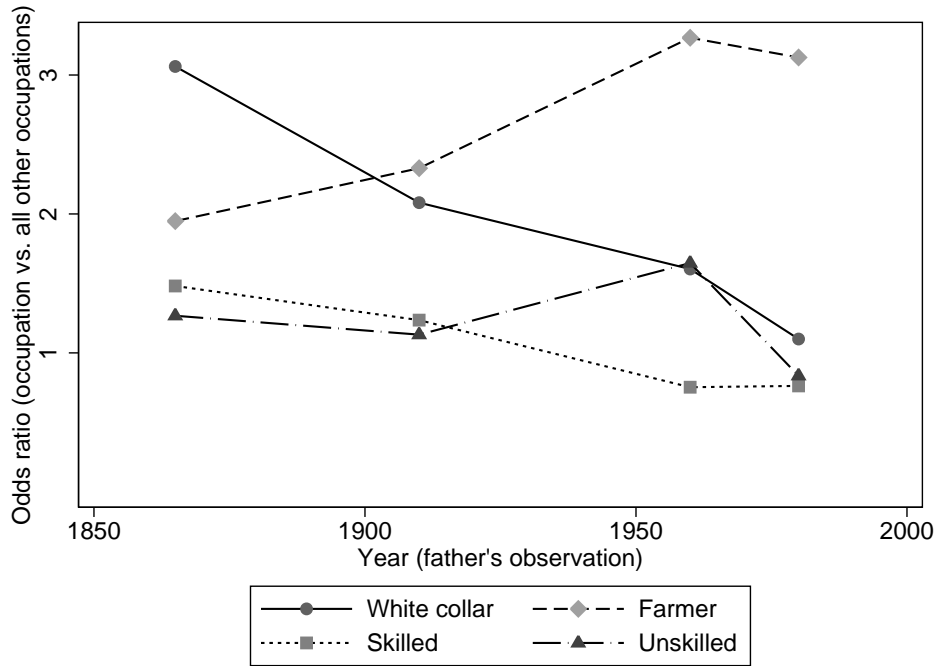 Odds ratio (occupation vs. all other occupations)
3
2
1
1850 1900 1950 2000
Year (father's observation)
White collar Farmer
Skilled Unskilled